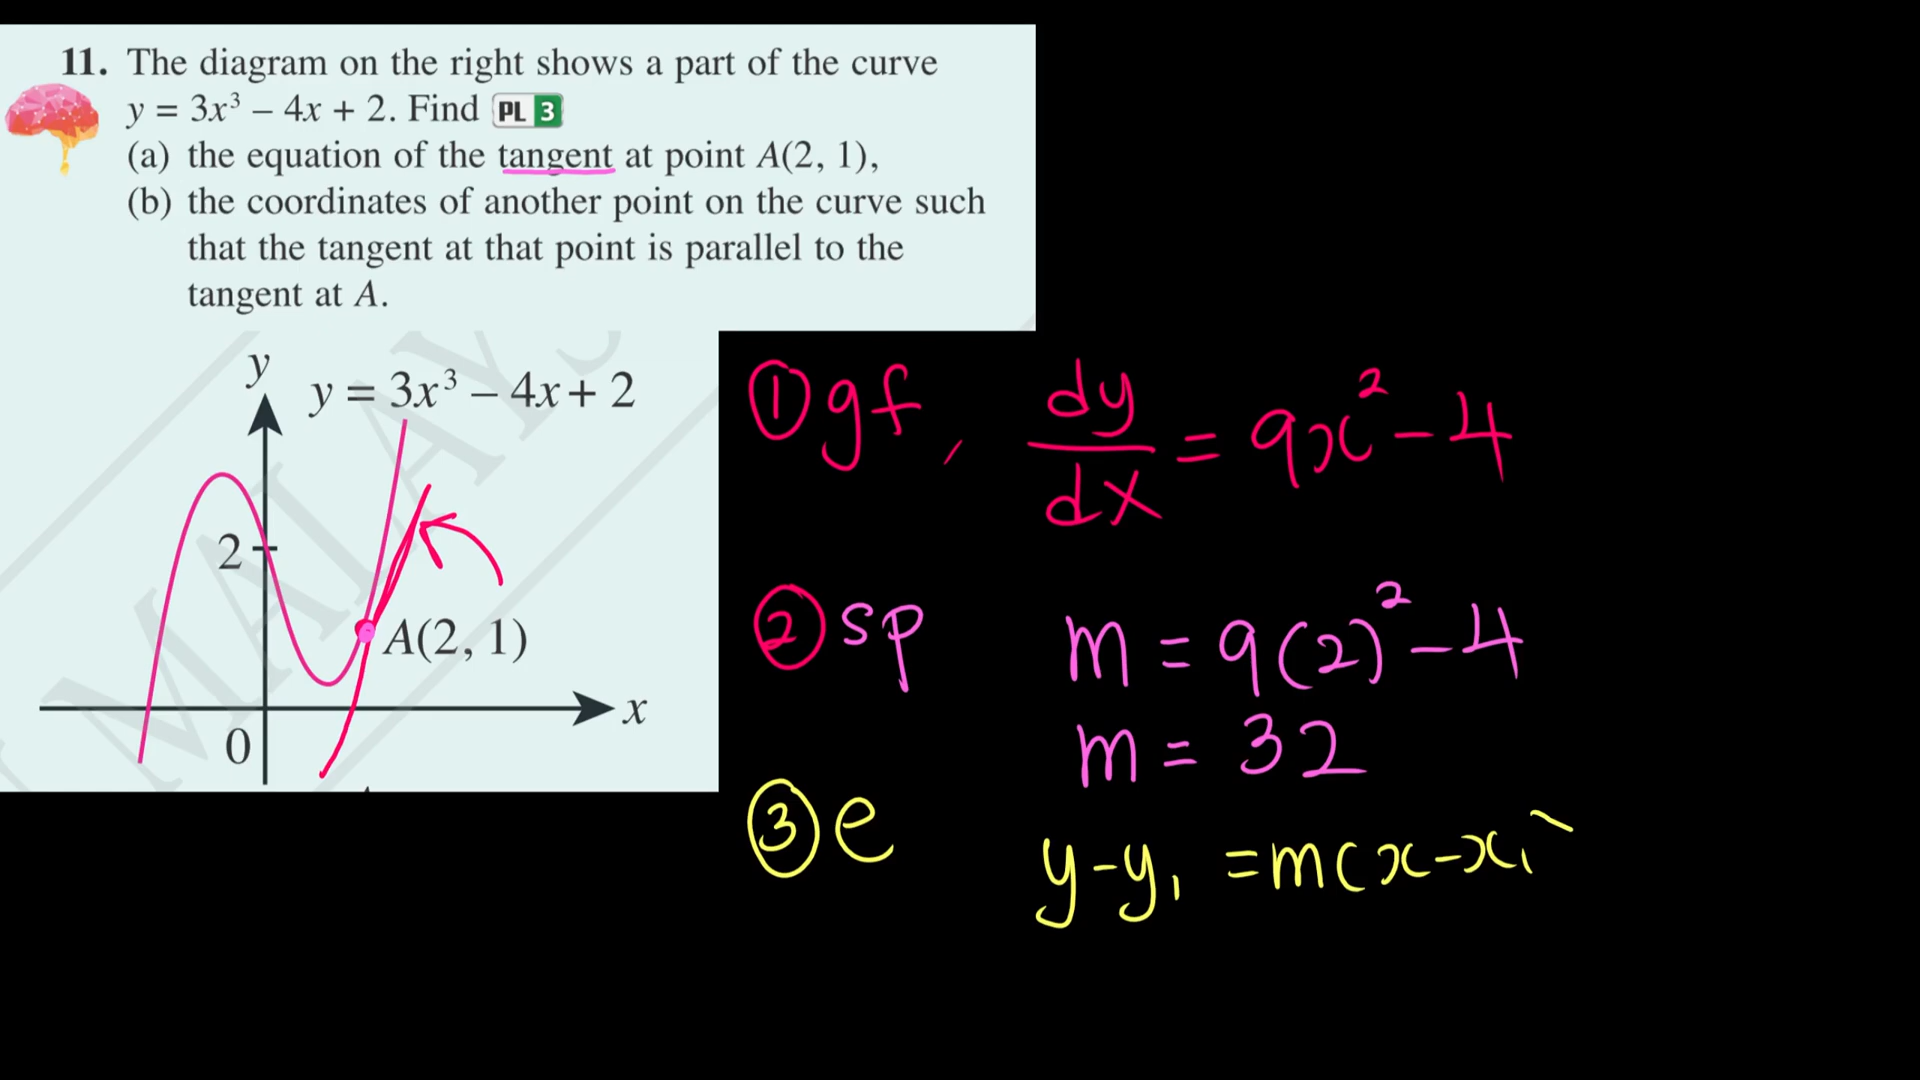 11. The diagram on the right shows a part of the curve
y = 3x³ – 4x + 2. Find PL 3
(a) the equation of the tangent at point A(2, 1),
(b) the coordinates of another point on the curve such
that the tangent at that point is parallel to the
tangent at A.
y
y = 3x³ – 4x + 2
2
A(2, 1)
x
0
MALAYS
① gf, dy/dx = 9x² - 4
② sp m = 9(2)² - 4
m = 32
③ e y - y₁ = m(x - x₁)